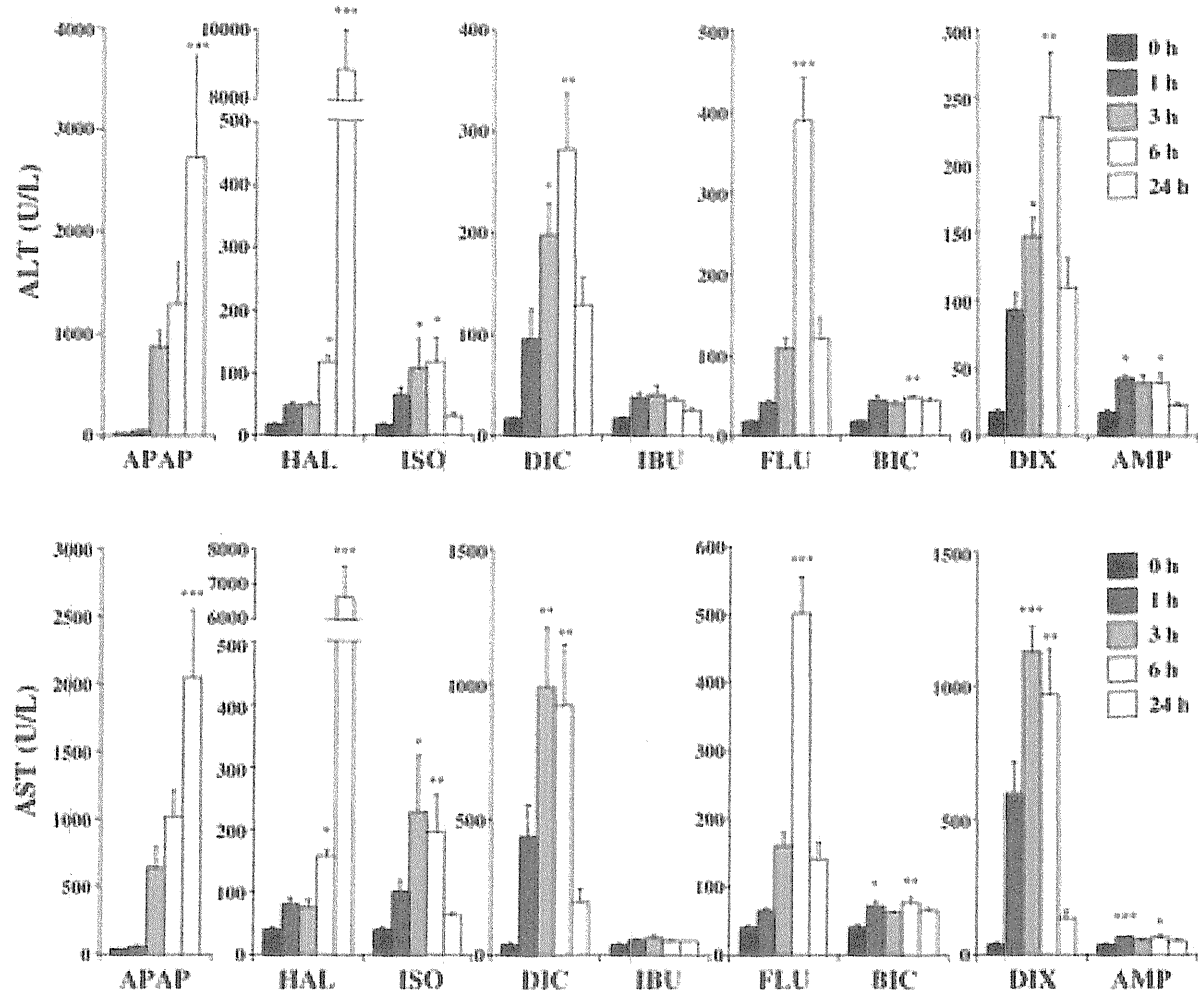 4000
3000
2000
1000
0
ALT (U/L)
APAP
***
10000
8000
500
400
300
200
100
0
HAL
ISO
*
***
*
*
400
300
200
100
0
DIC
IBU
*
**
500
400
300
200
100
0
FLU
BIC
***
**
300
250
200
150
100
50
0
DIX
AMP
*
**
*
*
0 h
1 h
3 h
6 h
24 h
3000
2500
2000
1500
1000
500
0
AST (U/L)
APAP
***
8000
7000
6000
500
400
300
200
100
0
HAL
ISO
*
***
*
**
1500
1000
500
0
DIC
IBU
**
**
600
500
400
300
200
100
0
FLU
BIC
***
*
**
1500
1000
500
0
DIX
AMP
***
**
***
*
0 h
1 h
3 h
6 h
24 h